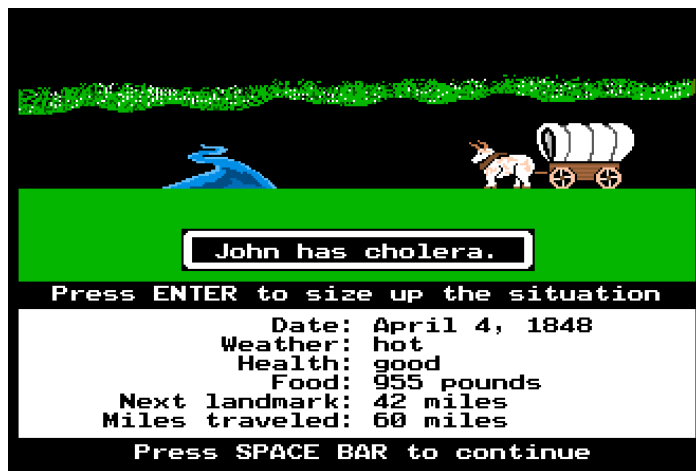 John has cholera.
Press ENTER to size up the situation
Date: April 4, 1848
Weather: hot
Health: good
Food: 955 pounds
Next landmark: 42 miles
Miles traveled: 60 miles
Press SPACE BAR to continue